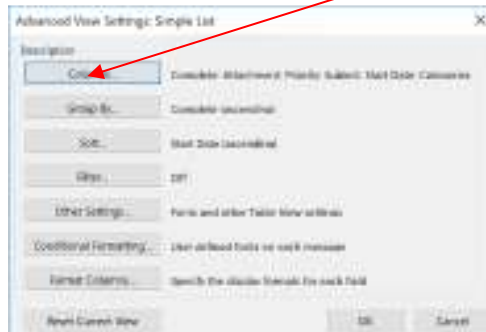 Advanced View Settings: Simple List
Description
Columns... Complete, Attachment, Priority, Subject, Start Date, Categories
Group By... Complete (ascending)
Sort... Start Date (ascending)
Filter... Off
Other Settings... Fonts and other Table View settings
Conditional Formatting... User defined fonts on each message
Format Columns... Specify the display formats for each field
Reset Current View OK Cancel